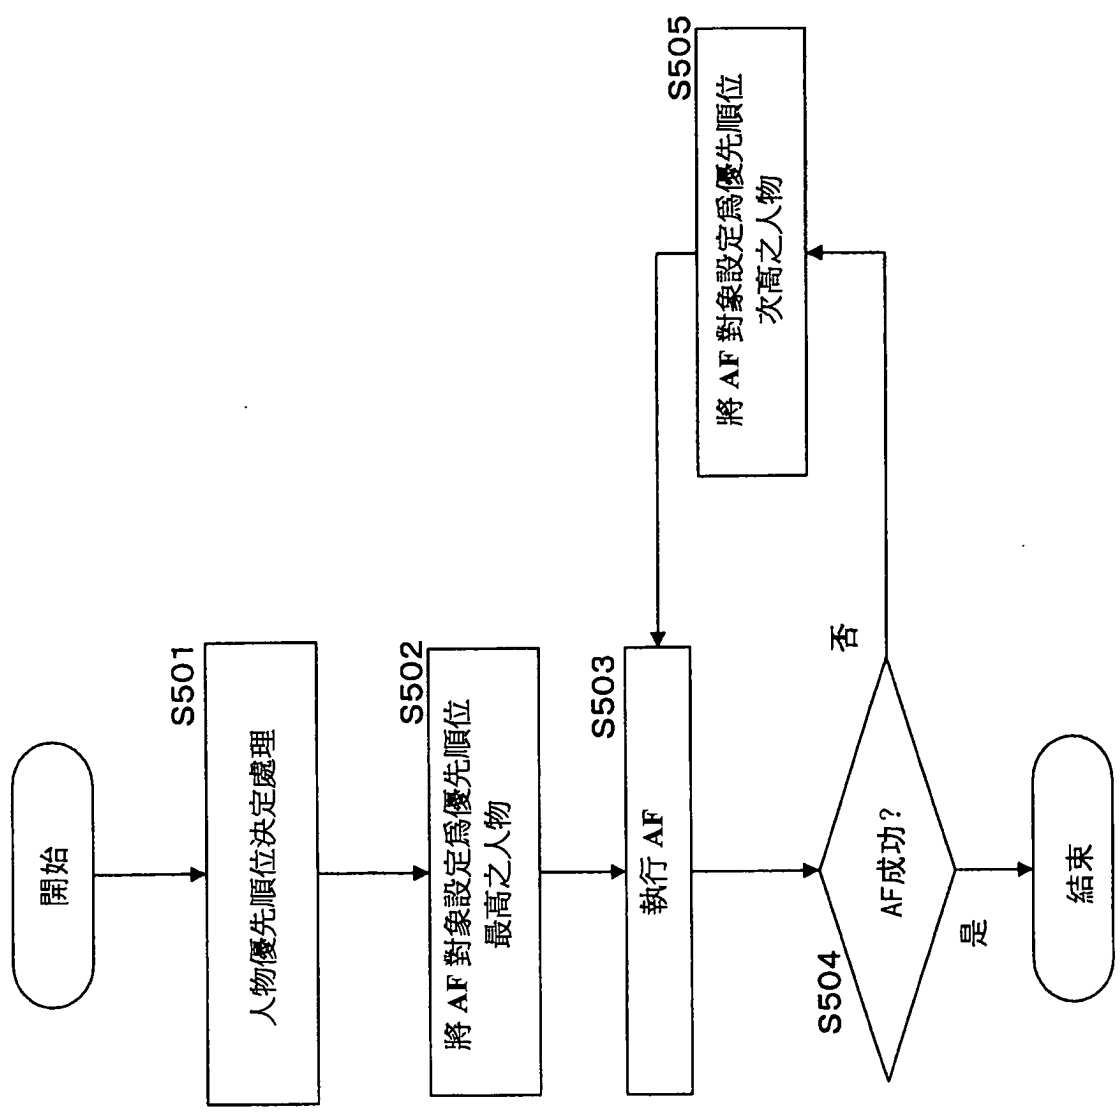 開始
S501
人物優先順位決定處理
S502
將 AF 對象設定爲優先順位
最高之人物
S503
執行 AF
S504
AF成功?
是
否
S505
將 AF 對象設定爲優先順位
次高之人物
結束